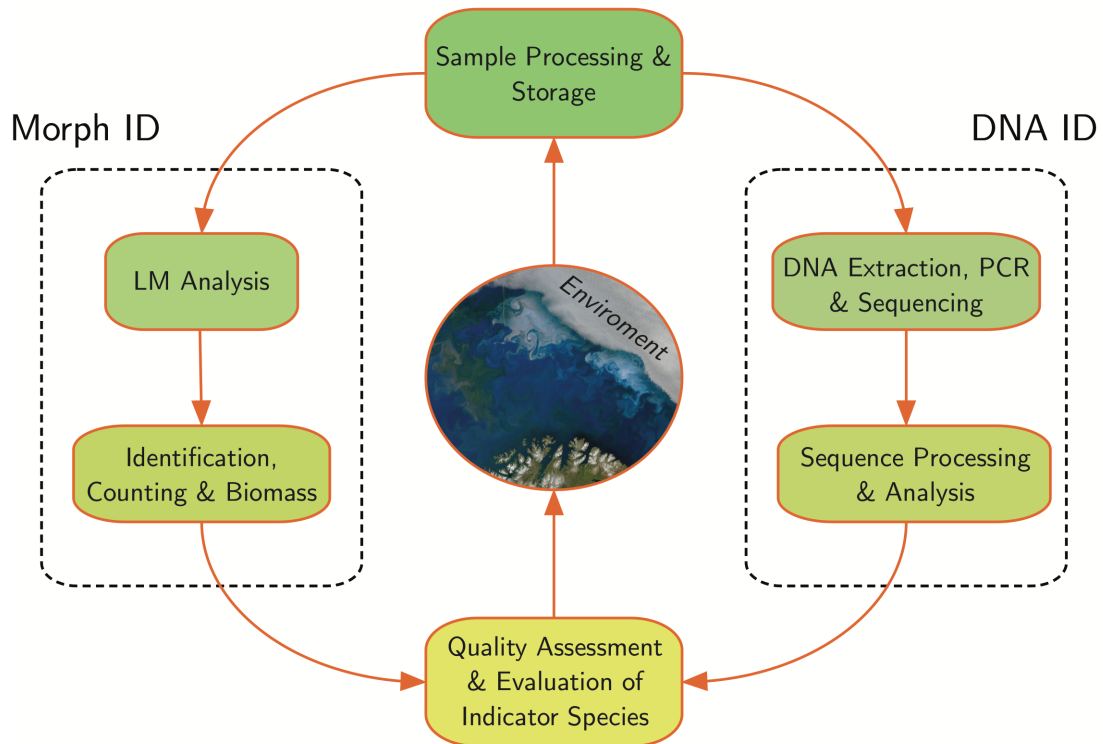 Sample Processing &
Storage
Morph ID
DNA ID
LM Analysis
DNA Extraction, PCR
& Sequencing
Enviroment
Identification,
Counting & Biomass
Sequence Processing
& Analysis
Quality Assessment
& Evaluation of
Indicator Species